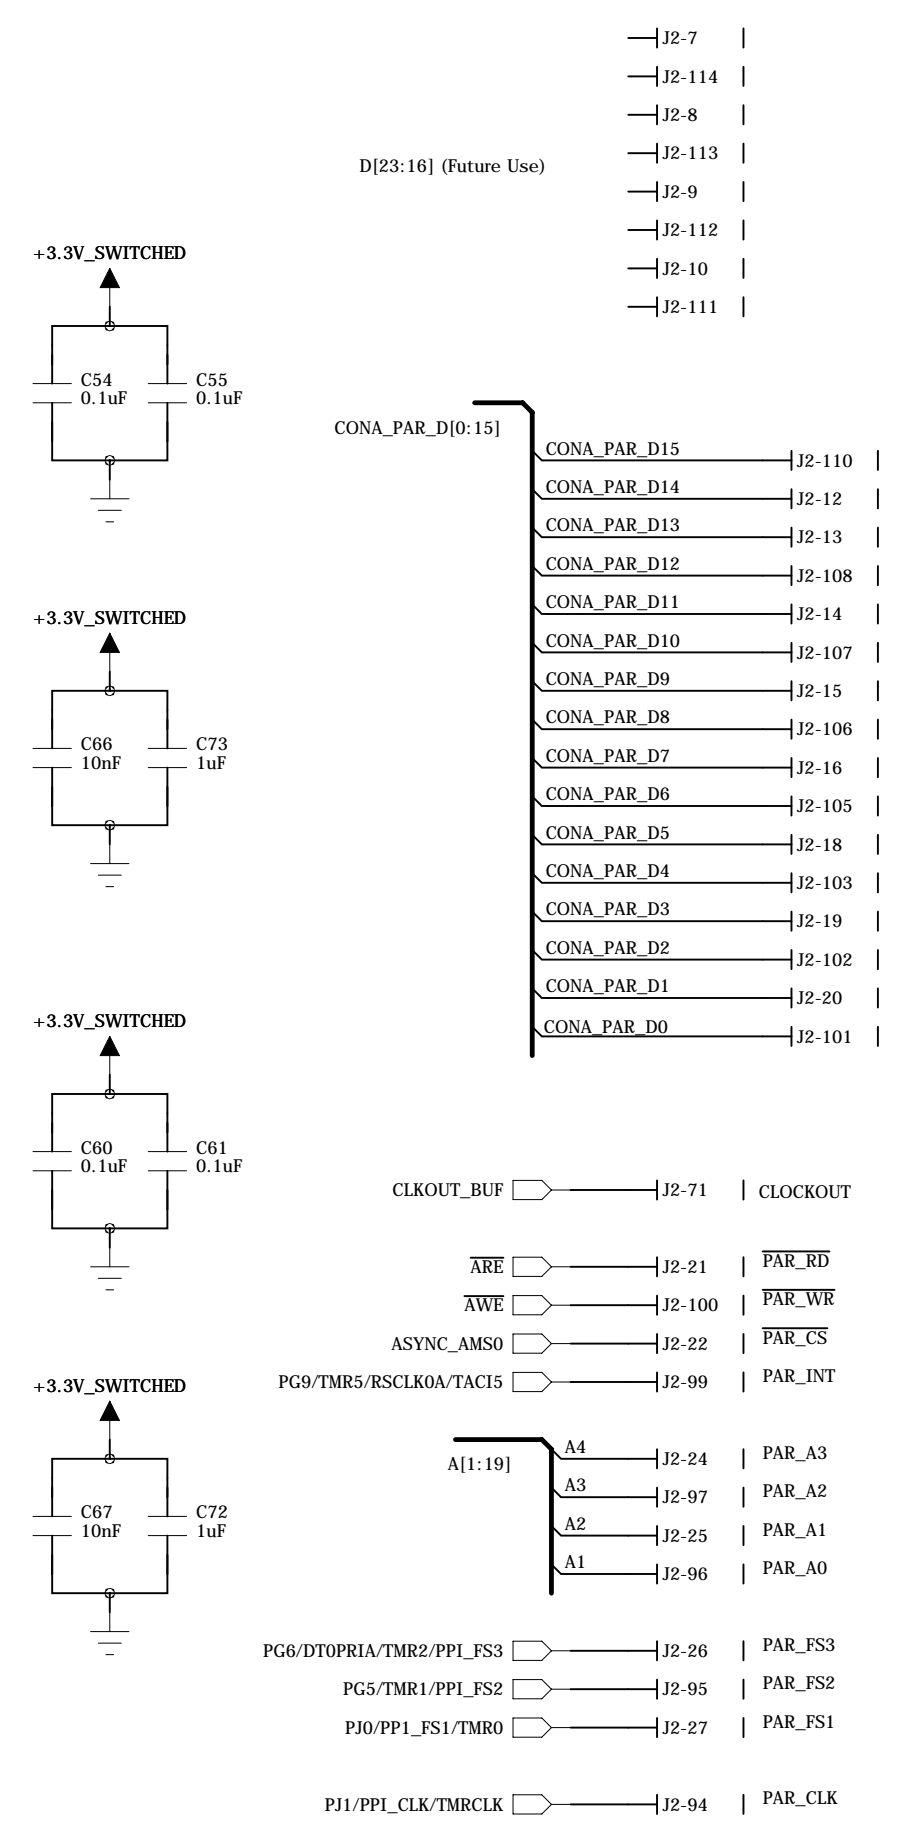 J2-7 |
J2-114 |
J2-8 |
D[23:16] (Future Use)
J2-113 |
J2-9 |
J2-112 |
J2-10 |
J2-111 |
+3.3V_SWITCHED
C54
0.1uF
C55
0.1uF
CONA_PAR_D[0:15]
CONA_PAR_D15 J2-110 |
CONA_PAR_D14 J2-12 |
CONA_PAR_D13 J2-13 |
CONA_PAR_D12 J2-108 |
CONA_PAR_D11 J2-14 |
CONA_PAR_D10 J2-107 |
CONA_PAR_D9 J2-15 |
CONA_PAR_D8 J2-106 |
CONA_PAR_D7 J2-16 |
CONA_PAR_D6 J2-105 |
CONA_PAR_D5 J2-18 |
CONA_PAR_D4 J2-103 |
CONA_PAR_D3 J2-19 |
CONA_PAR_D2 J2-102 |
CONA_PAR_D1 J2-20 |
CONA_PAR_D0 J2-101 |
+3.3V_SWITCHED
C66
10nF
C73
1uF
+3.3V_SWITCHED
C60
0.1uF
C61
0.1uF
CLKOUT_BUF J2-71 | CLOCKOUT
ARE J2-21 | PAR_RD
AWE J2-100 | PAR_WR
ASYNC_AMS0 J2-22 | PAR_CS
PG9/TMR5/RSCLK0A/TACI5 J2-99 | PAR_INT
+3.3V_SWITCHED
C67
10nF
C72
1uF
A[1:19]
A4 J2-24 | PAR_A3
A3 J2-97 | PAR_A2
A2 J2-25 | PAR_A1
A1 J2-96 | PAR_A0
PG6/DT0PRIA/TMR2/PPI_FS3 J2-26 | PAR_FS3
PG5/TMR1/PPI_FS2 J2-95 | PAR_FS2
PJ0/PP1_FS1/TMR0 J2-27 | PAR_FS1
PJ1/PPI_CLK/TMRCLK J2-94 | PAR_CLK